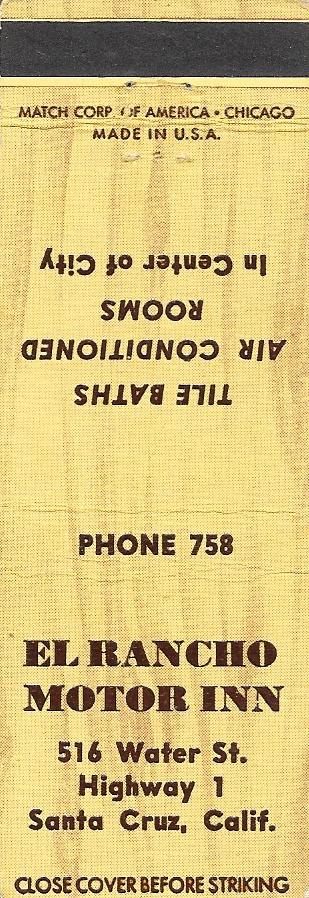 MATCH CORP. OF AMERICA • CHICAGO
MADE IN U.S.A.
TILE BATHS
AIR CONDITIONED
ROOMS
In Center of City
PHONE 758
EL RANCHO
MOTOR INN
516 Water St.
Highway 1
Santa Cruz, Calif.
CLOSE COVER BEFORE STRIKING